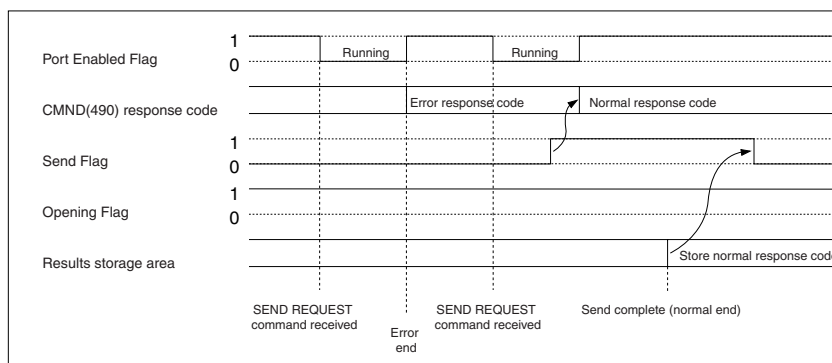 1
Port Enabled Flag
Running
Running
0
CMND(490) response code
Error response code
Normal response code
1
Send Flag
0
1
Opening Flag
0
Results storage area
Store normal response code
SEND REQUEST
command received
Error
end
SEND REQUEST
command received
Send complete (normal end)